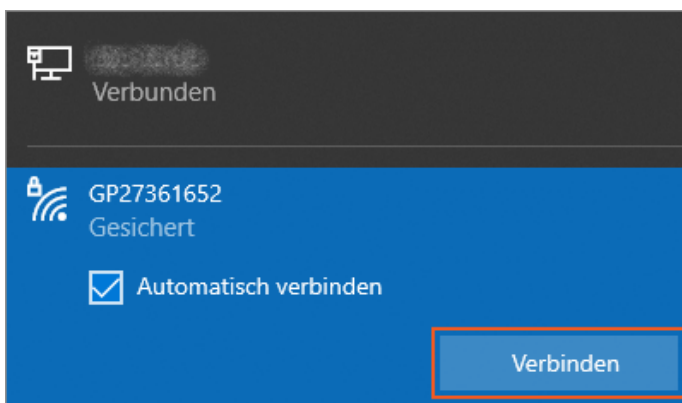 Verbunden
GP27361652
Gesichert
Automatisch verbinden
Verbinden